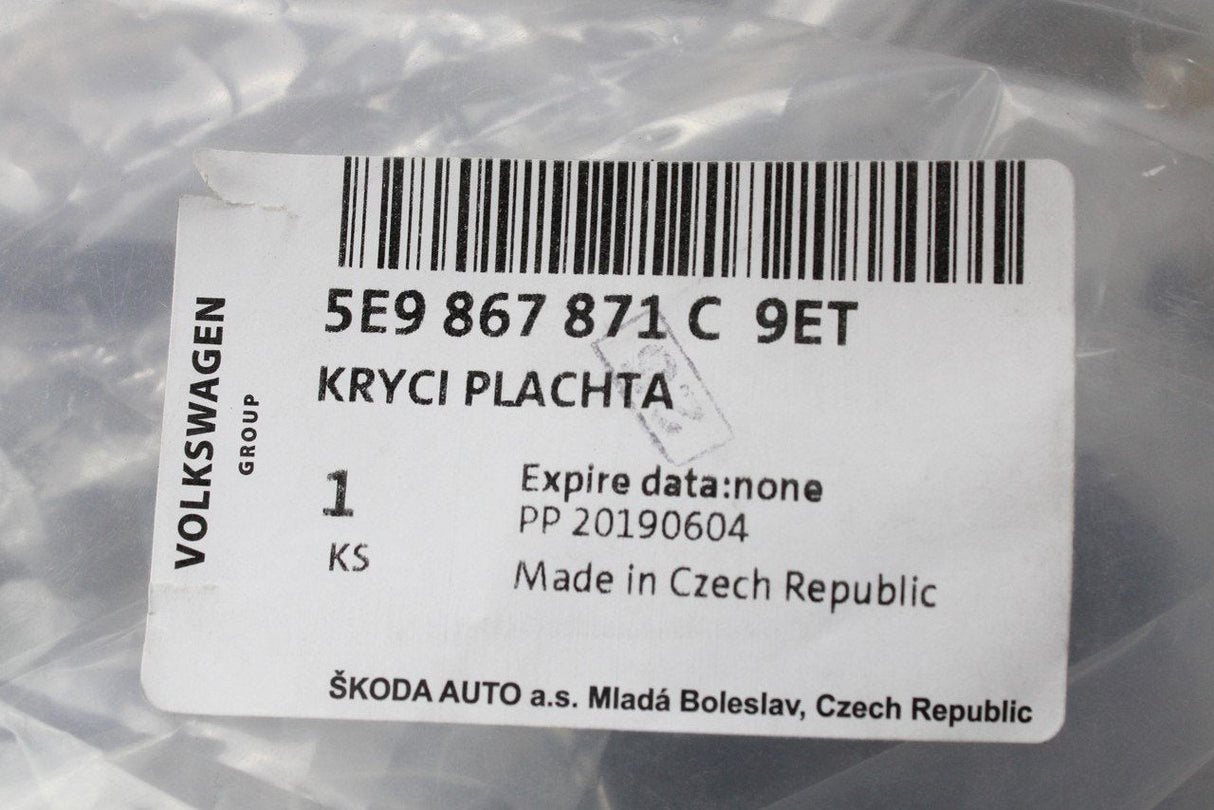 5E9 867 871 C 9ET
KRYCI PLACHTA
1
KS
Expire data:none
PP 20190604
Made in Czech Republic
ŠKODA AUTO a.s. Mladá Boleslav, Czech Republic
VOLKSWAGEN
GROUP